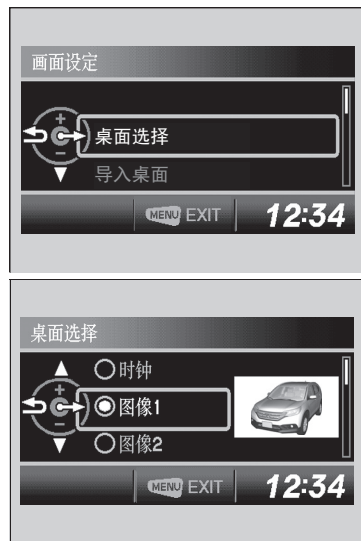 画面设定
+
桌面选择
−
导入桌面
MENU EXIT 12:34
桌面选择
时钟
+
图像1
−
图像2
MENU EXIT 12:34